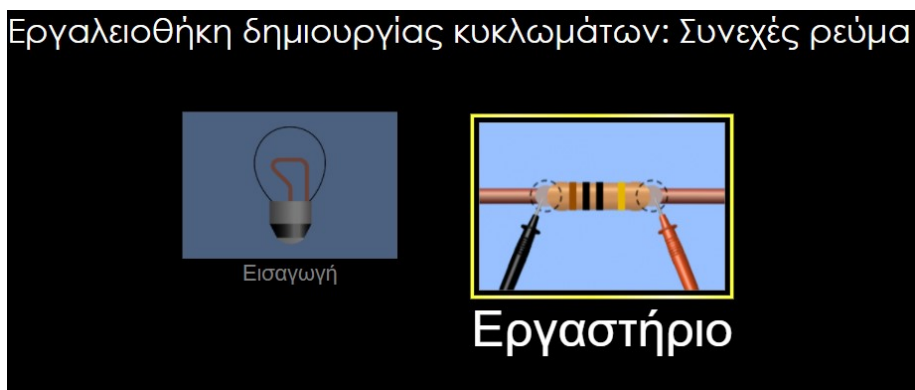 Εργαλειοθήκη δημιουργίας κυκλωμάτων: Συνεχές ρεύμα
Εισαγωγή
Εργαστήριο